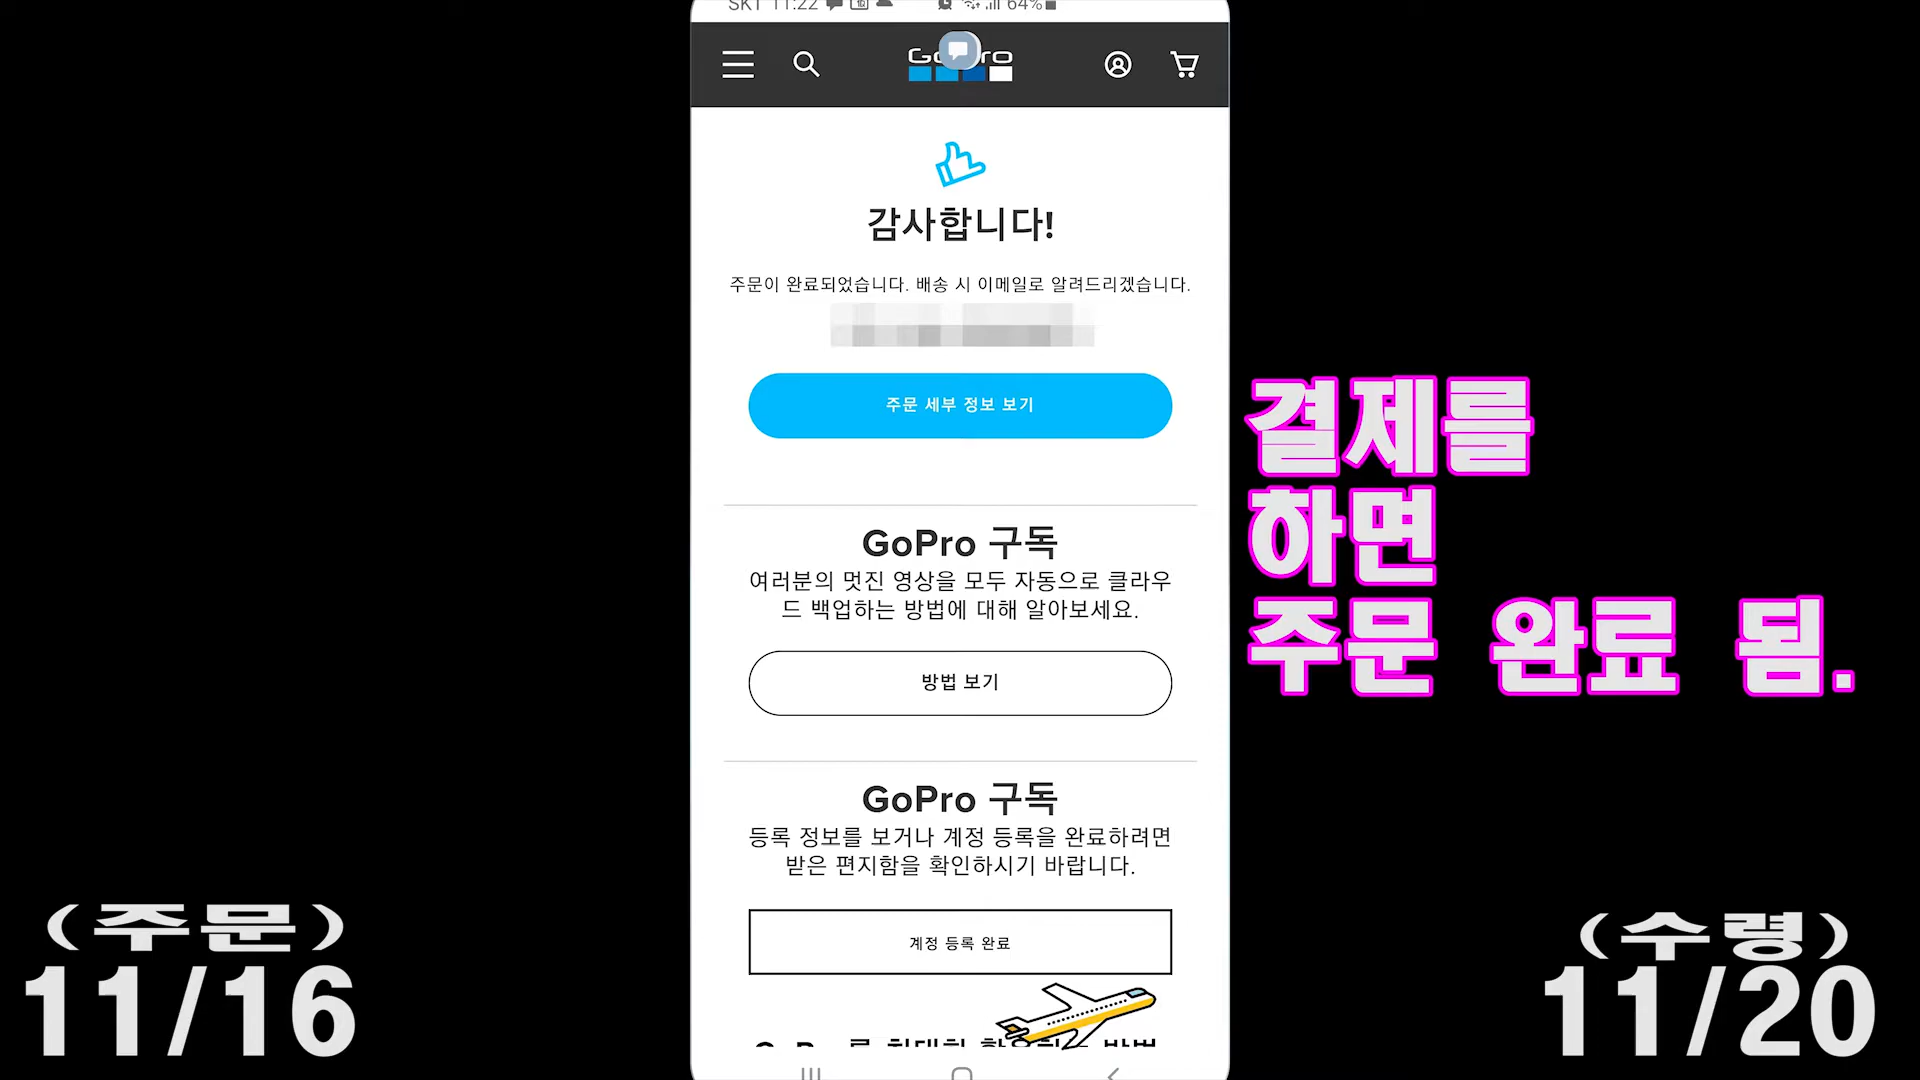 SKT 11:22
64%
GoPro
감사합니다!
주문이 완료되었습니다. 배송 시 이메일로 알려드리겠습니다.
주문 세부 정보 보기
GoPro 구독
여러분의 멋진 영상을 모두 자동으로 클라우
드 백업하는 방법에 대해 알아보세요.
방법 보기
GoPro 구독
등록 정보를 보거나 계정 등록을 완료하려면
받은 편지함을 확인하시기 바랍니다.
계정 등록 완료
결제를
하면
주문 완료 됨.
(주문)
11/16
(수령)
11/20